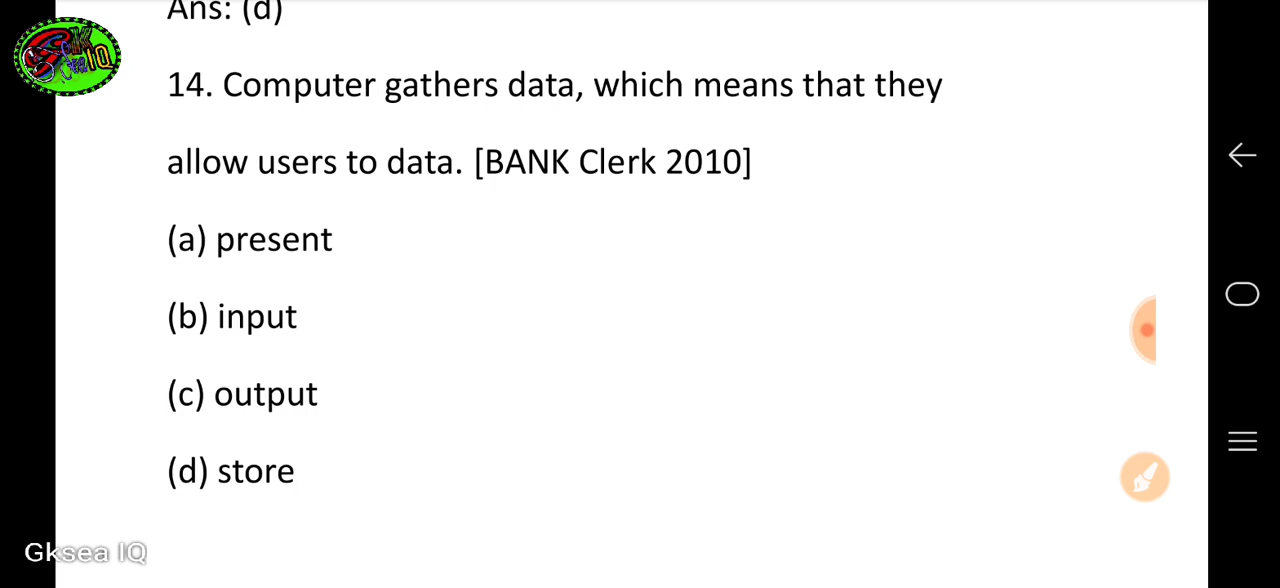 Ans: (d)
14. Computer gathers data, which means that they
allow users to data. [BANK Clerk 2010]
(a) present
(b) input
(c) output
(d) store
Gksea IQ